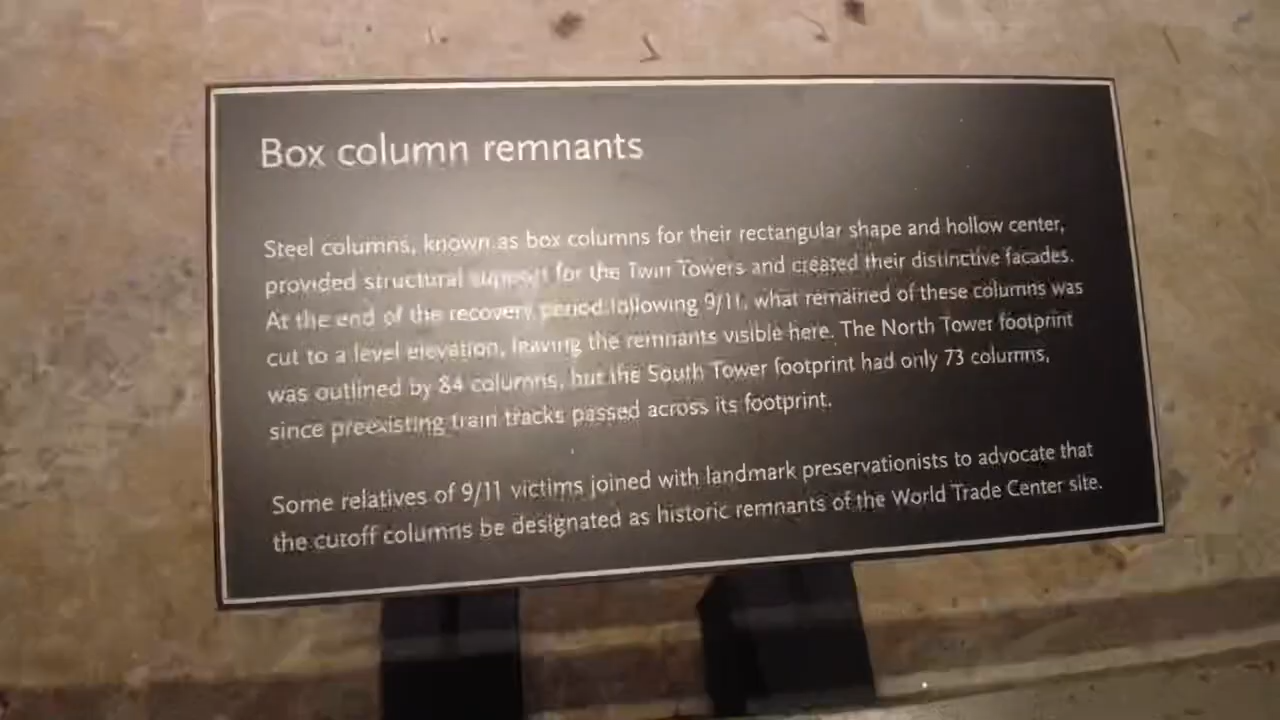 Box column remnants
Steel columns, known as box columns for their rectangular shape and hollow center,
provided structural support for the Twin Towers and created their distinctive facades.
At the end of the recovery period following 9/11, what remained of these columns was
cut to a level elevation, leaving the remnants visible here. The North Tower footprint
was outlined by 84 columns, but the South Tower footprint had only 73 columns,
since preexisting train tracks passed across its footprint.
Some relatives of 9/11 victims joined with landmark preservationists to advocate that
the cutoff columns be designated as historic remnants of the World Trade Center site.